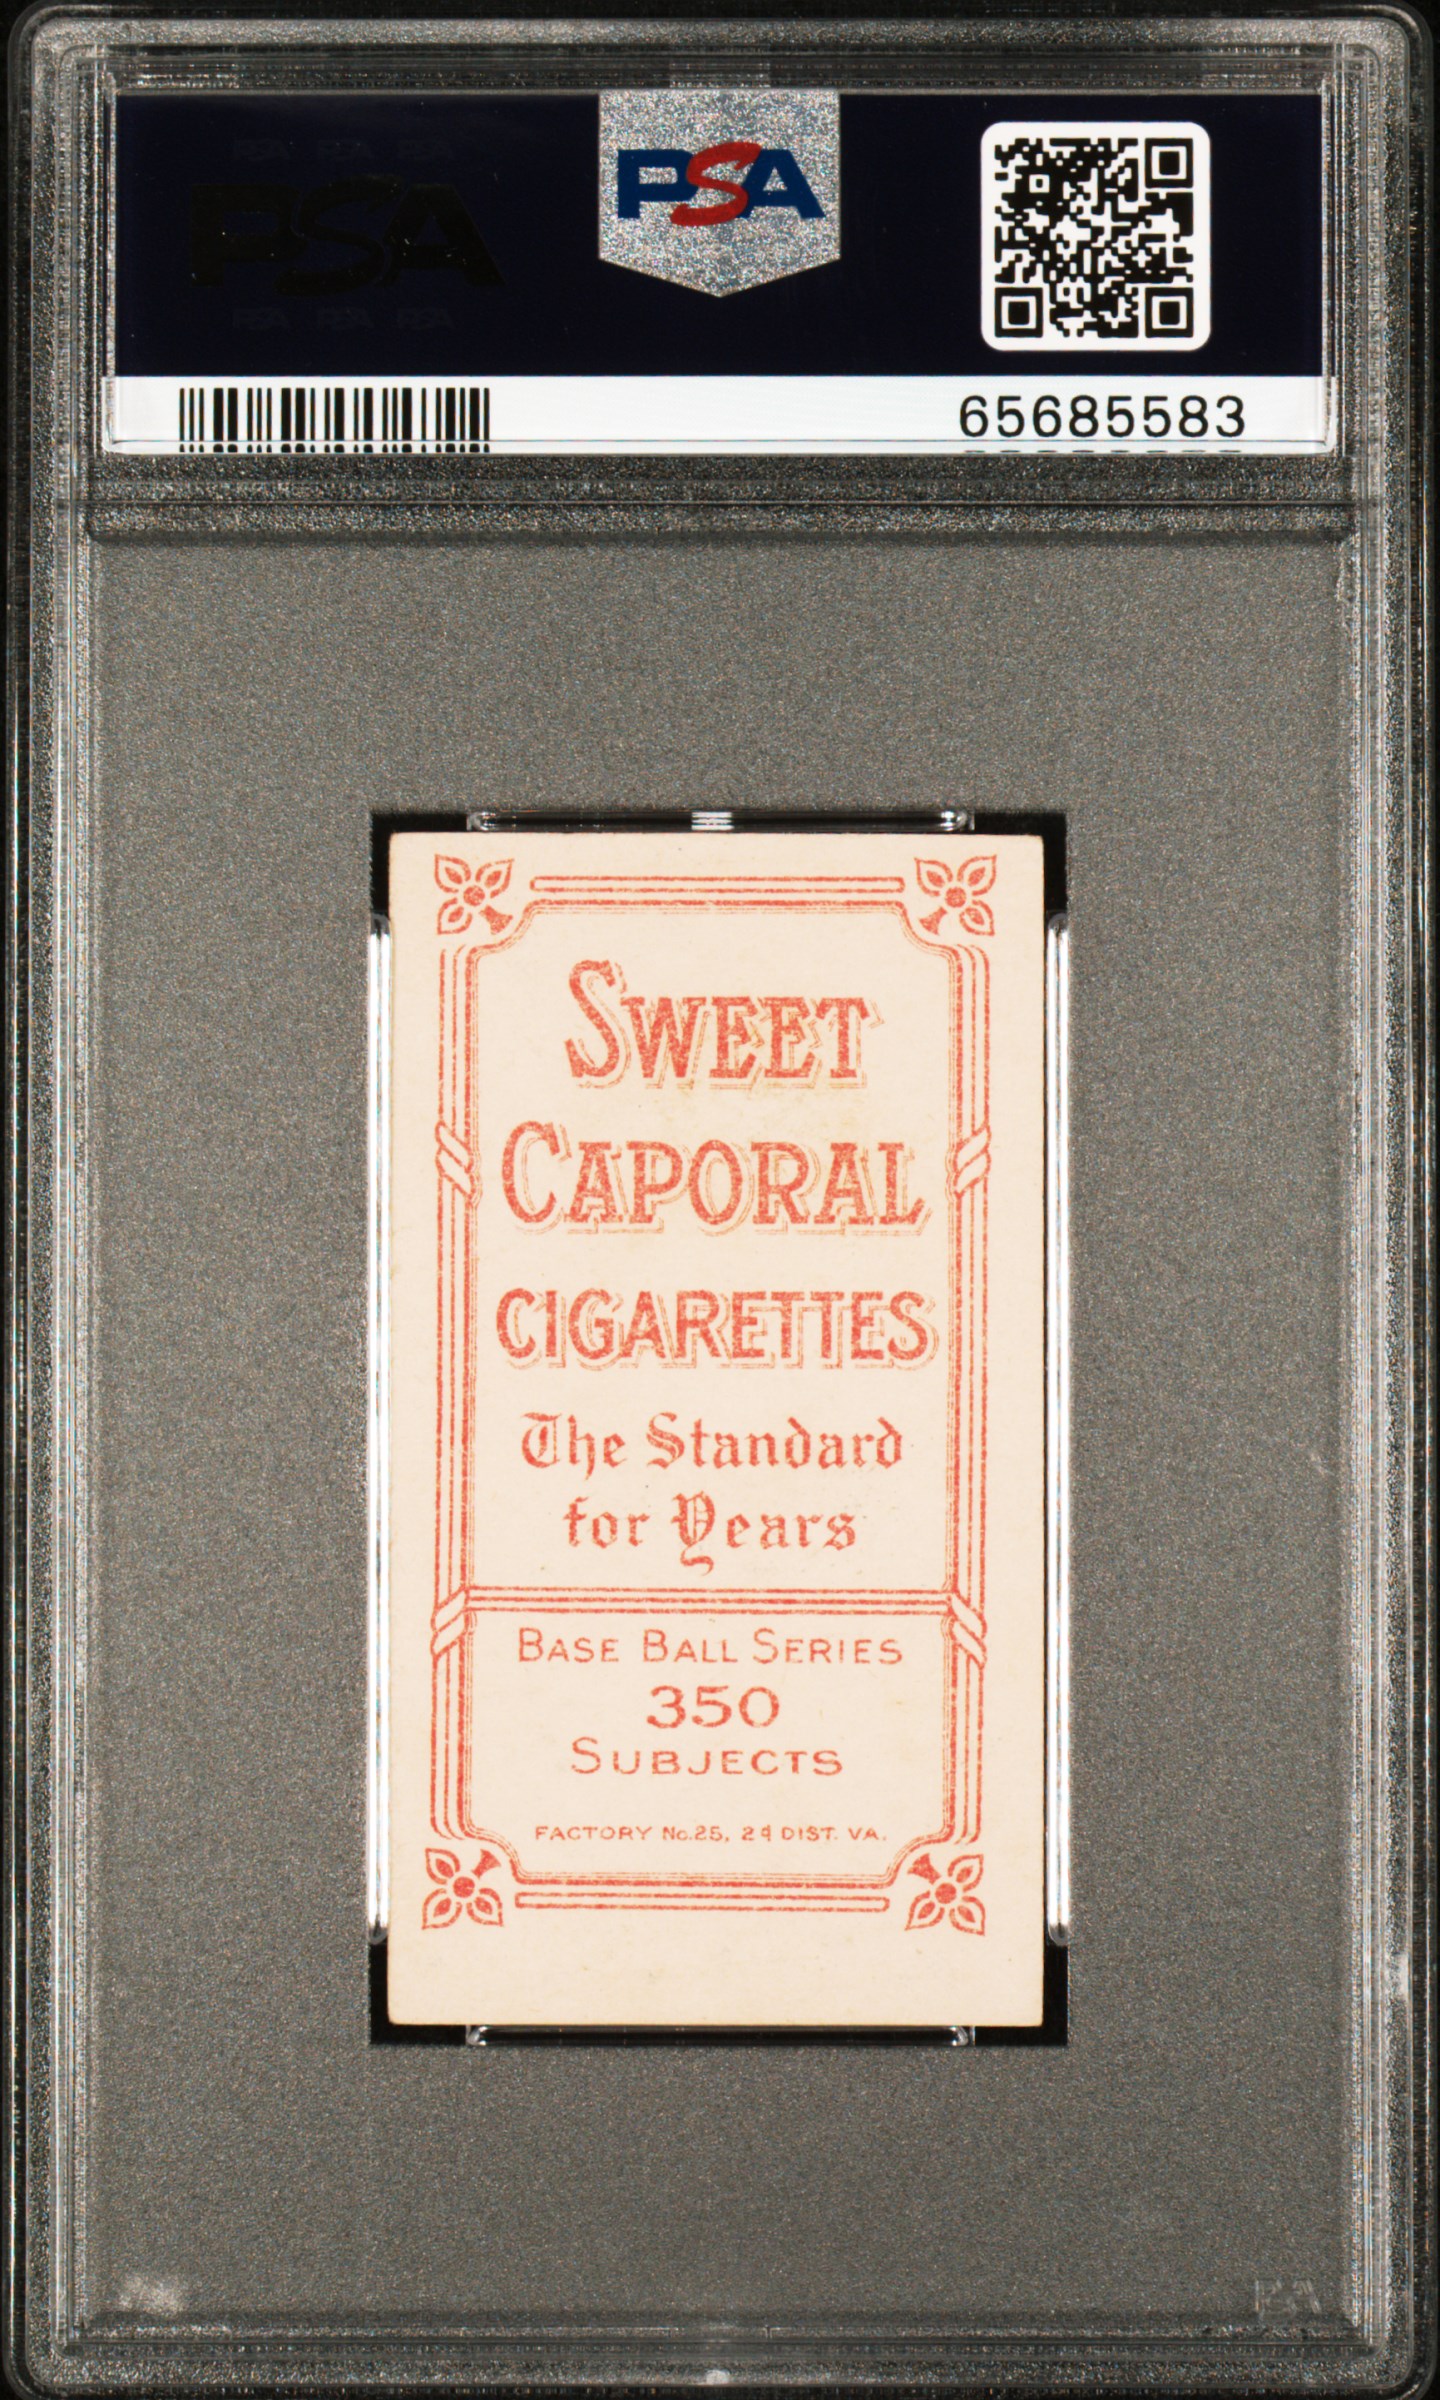 PSA
65685583
SWEET
CAPORAL
CIGARETTES
The Standard
for Years
BASE BALL SERIES
350
SUBJECTS
FACTORY No.25, 2d DIST. VA.